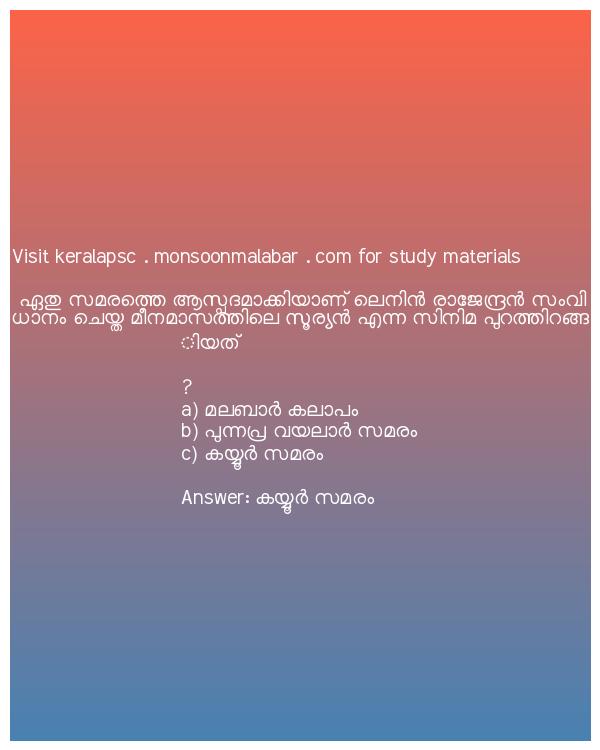 Visit keralapsc . monsoonmalabar . com for study materials
ഏതു സമരത്തെ ആസ്പദമാക്കിയാണ് ലെനിൻ രാജേന്ദ്രൻ സംവി
ധാനം ചെയ്ത മീനമാസത്തിലെ സൂര്യൻ എന്ന സിനിമ പുറത്തിറങ്ങ
ിയത്
?
a) മലബാർ കലാപം
b) പുന്നപ്ര വയലാർ സമരം
c) കയ്യൂർ സമരം
Answer: കയ്യൂർ സമരം